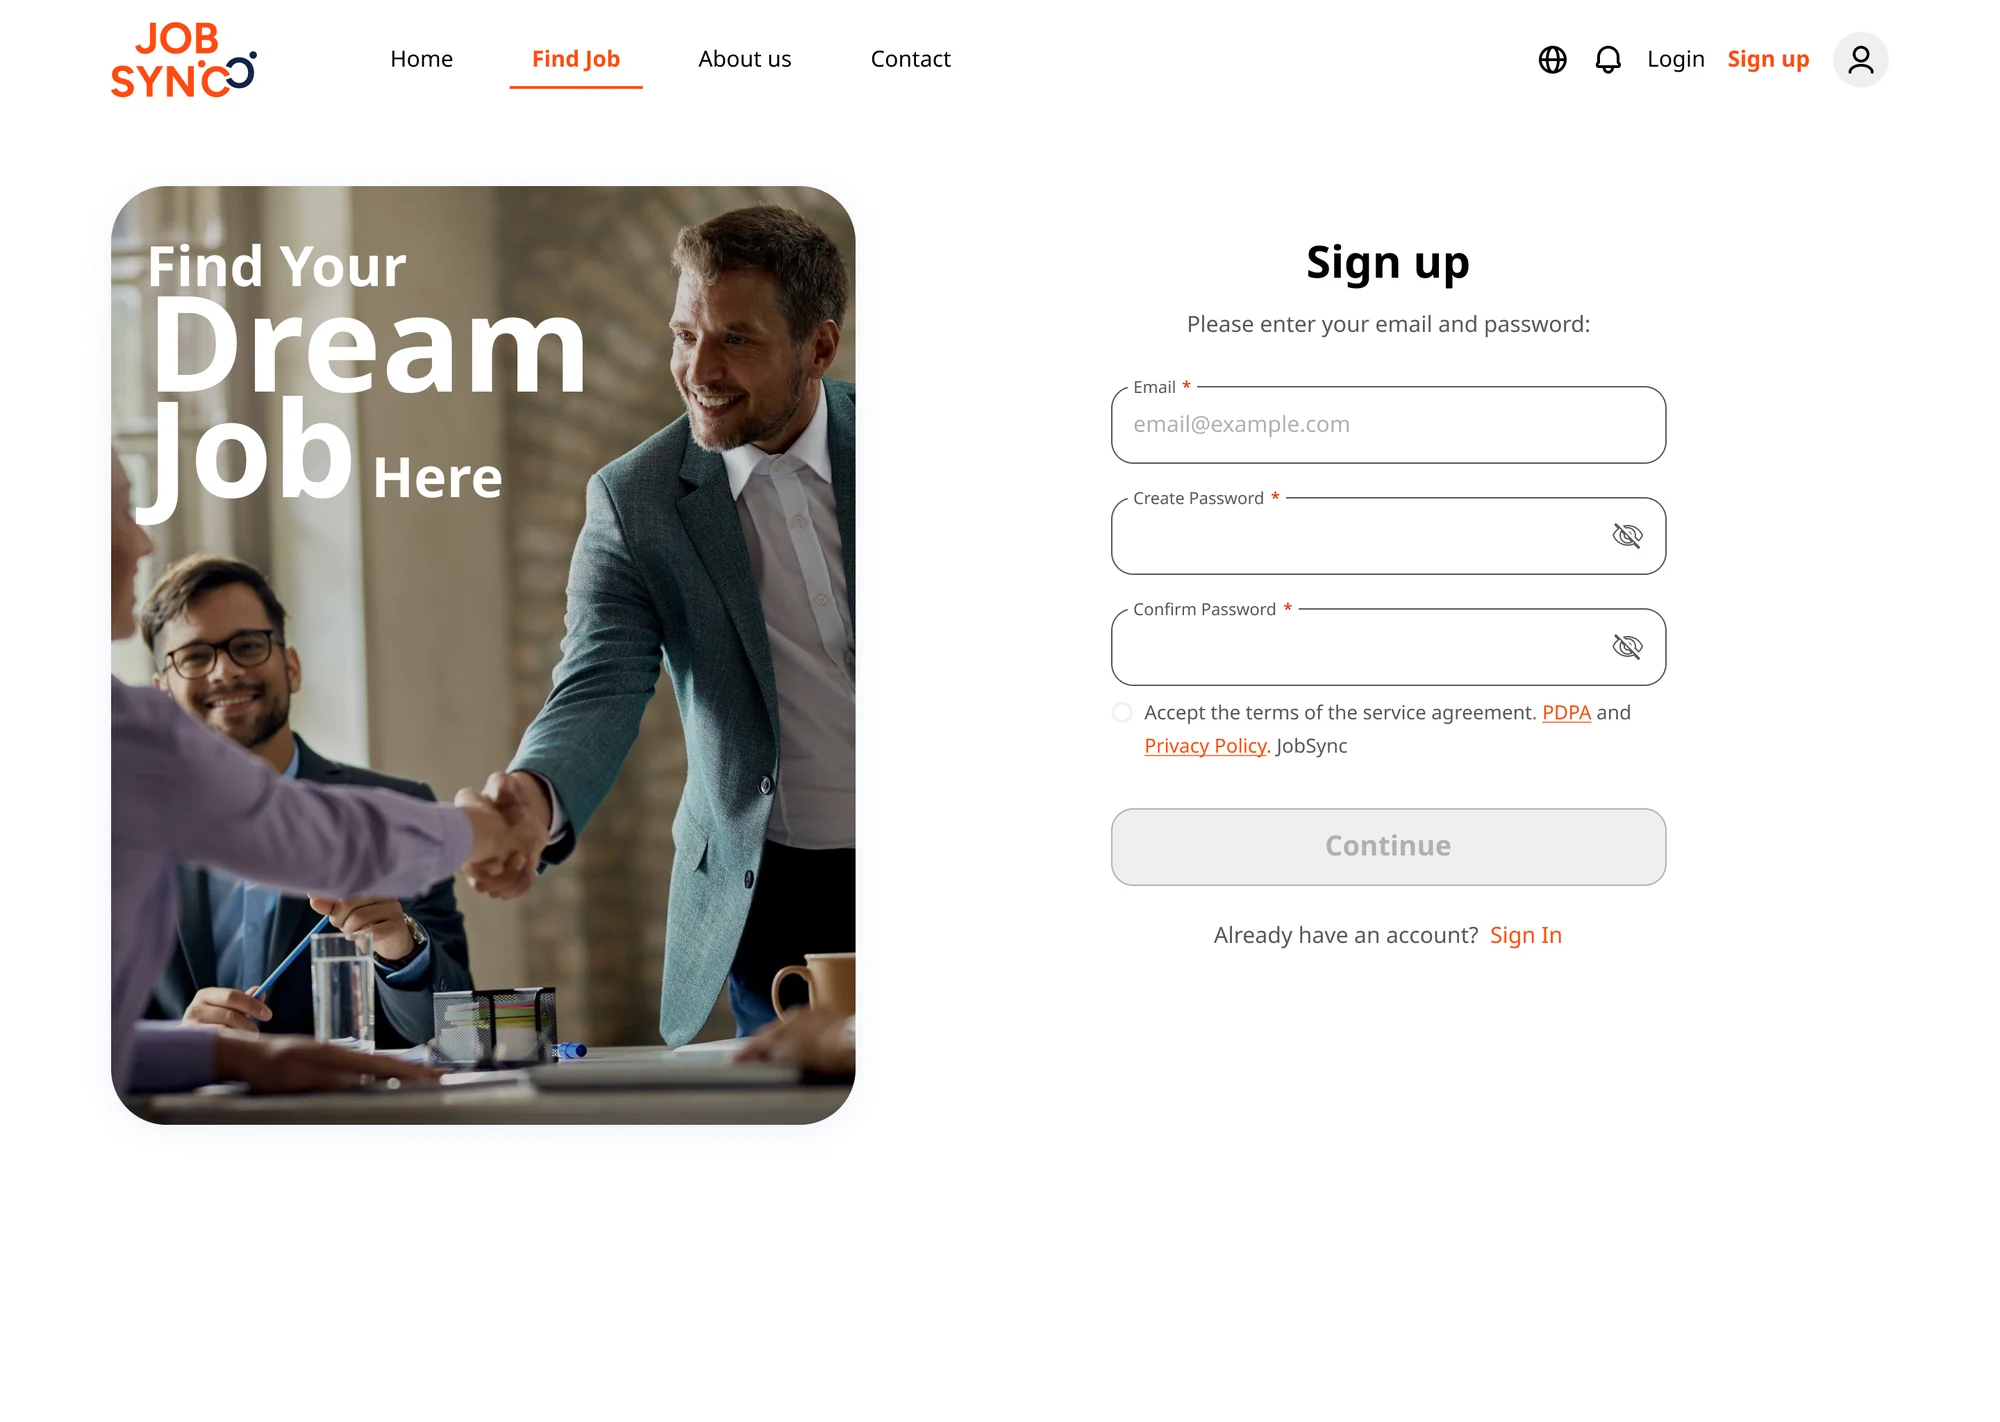 JOB
SYNC
Home
Find Job
About us
Contact
Login
Sign up
Find Your
Dream
Job Here
Sign up
Please enter your email and password:
Email *
email@example.com
Create Password *
Confirm Password *
Accept the terms of the service agreement. PDPA and
Privacy Policy. JobSync
Continue
Already have an account? Sign In